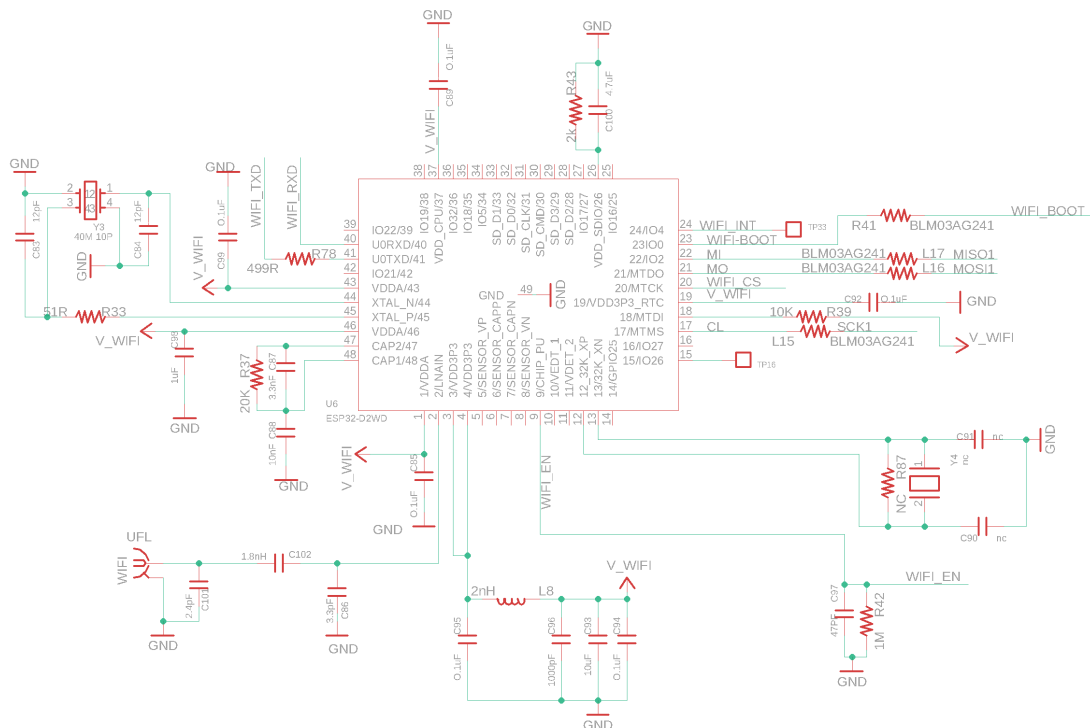 GND
0.1uF
C89
V_WIFI
GND
R43
4.7uF
C100
2k
GND
2
1
3
4
12
43
Y3
40M 10P
12pF
C83
12pF
C84
GND
51R
R33
GND
0.1uF
C99
V_WIFI
WIFI_TXD
WIFI_RXD
499R
R78
V_WIFI
C98
1uF
GND
R37
20K
C87
3.3nF
C88
10nF
GND
38
37
36
35
34
33
32
31
30
29
28
27
26
25
IO19/38
VDD_CPU/37
IO32/36
IO18/35
IO5/34
SD_D1/33
SD_D0/32
SD_CLK/31
SD_CMD/30
SD_D3/29
SD_D2/28
IO17/27
VDD_SDIO/26
IO16/25
39
IO22/39
40
U0RXD/40
41
U0TXD/41
42
IO21/42
43
VDDA/43
44
XTAL_N/44
45
XTAL_P/45
46
VDDA/46
47
CAP2/47
48
CAP1/48
GND
49
GND
24/IO4
24
WIFI_INT
TP33
23IO0
23
WIFI-BOOT
R41
BLM03AG241
WIFI_BOOT
22/IO2
22
MI
BLM03AG241
L17
MISO1
21/MTDO
21
MO
BLM03AG241
L16
MOSI1
20/MTCK
20
WIFI_CS
19/VDD3P3_RTC
19
V_WIFI
C92
0.1uF
GND
18/MTDI
18
10K
R39
17/MTMS
17
CL
L15
SCK1
BLM03AG241
V_WIFI
16/IO27
16
15/IO26
15
TP16
1/VDDA
2/LNAIN
3/VDD3P3
4/VDD3P3
5/SENSOR_VP
6/SENSOR_CAPP
7/SENSOR_CAPN
8/SENSOR_VN
9/CHIP_PU
10/VEDT_1
11/VDET_2
12_32K_XP
13/32K_XN
14/GPIO25
U6
ESP32-D2WD
1
2
3
4
5
6
7
8
9
10
11
12
13
14
V_WIFI
C85
0.1uF
GND
WIFI_EN
R87
NC
1
2
Y4
nc
C91
nc
C90
nc
GND
UFL
WIFI
2.4pF
C101
GND
1.8nH
C102
3.3pF
C86
GND
2nH
L8
V_WIFI
C95
0.1uF
C96
1000pF
C93
10uF
C94
0.1uF
GND
WIFI_EN
C97
47PF
R42
1M
GND